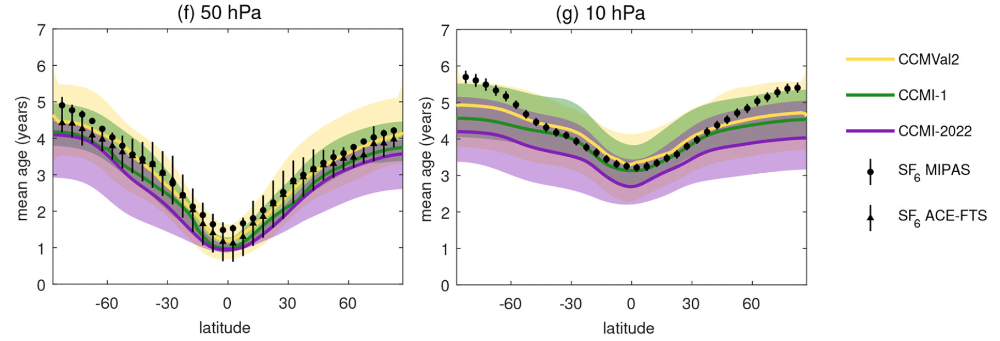 (f) 50 hPa
7
6
5
4
3
2
1
0
mean age (years)
-60 -30 0 30 60
latitude
(g) 10 hPa
7
6
5
4
3
2
1
0
mean age (years)
-60 -30 0 30 60
latitude
CCMVal2
CCMI-1
CCMI-2022
SF6 MIPAS
SF6 ACE-FTS